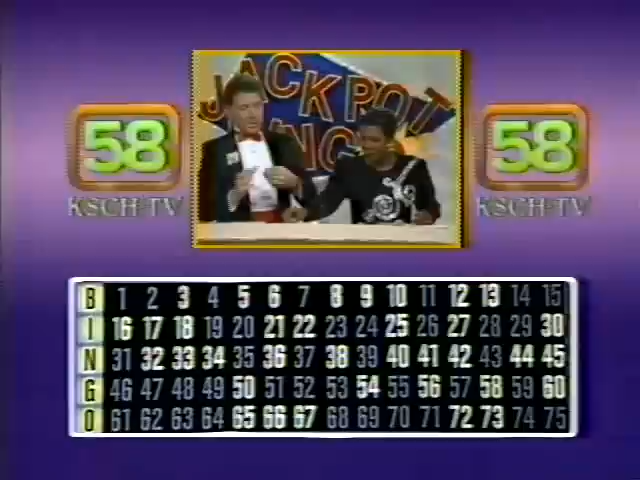 JACKPOT
BINGO
58
KSCH-TV
58
KSCH-TV
B 1 2 3 4 5 6 7 8 9 10 11 12 13 14 15
I 16 17 18 19 20 21 22 23 24 25 26 27 28 29 30
N 31 32 33 34 35 36 37 38 39 40 41 42 43 44 45
G 46 47 48 49 50 51 52 53 54 55 56 57 58 59 60
O 61 62 63 64 65 66 67 68 69 70 71 72 73 74 75